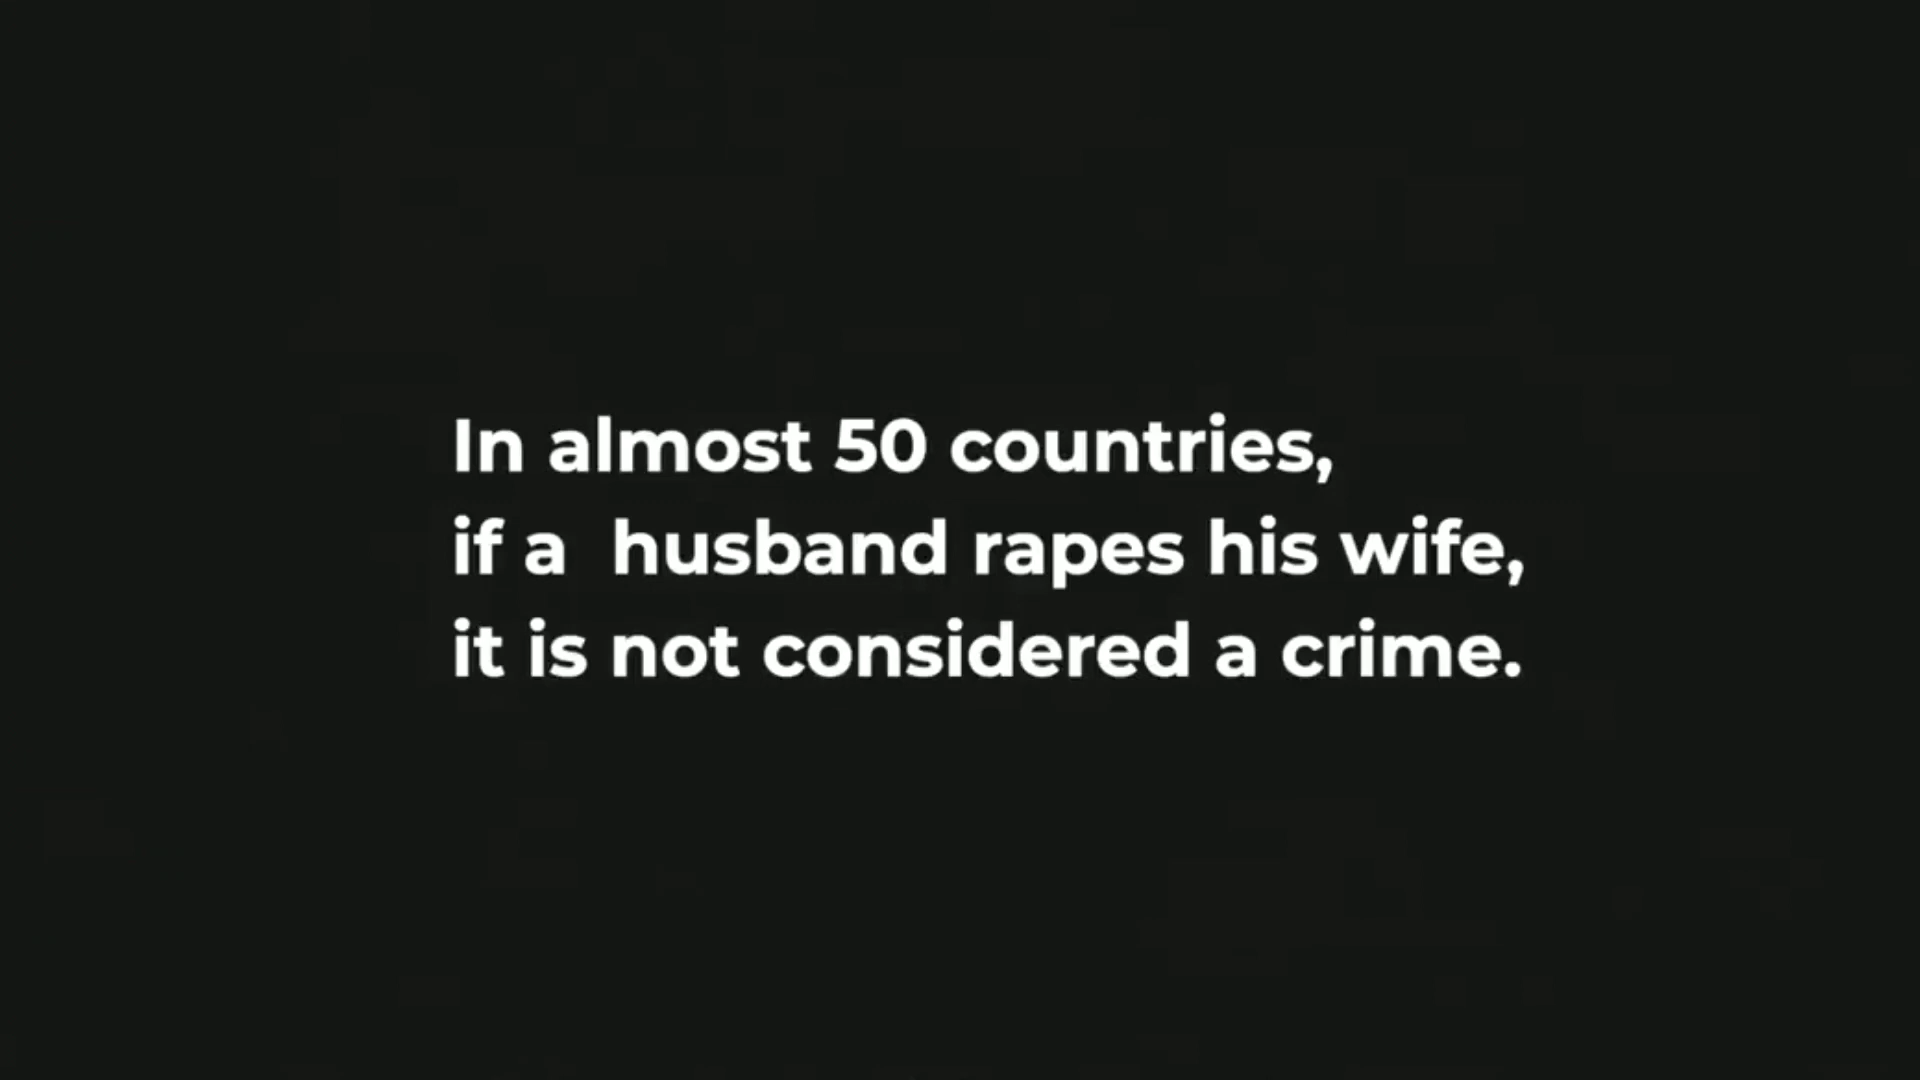 In almost 50 countries,
if a  husband rapes his wife,
it is not considered a crime.